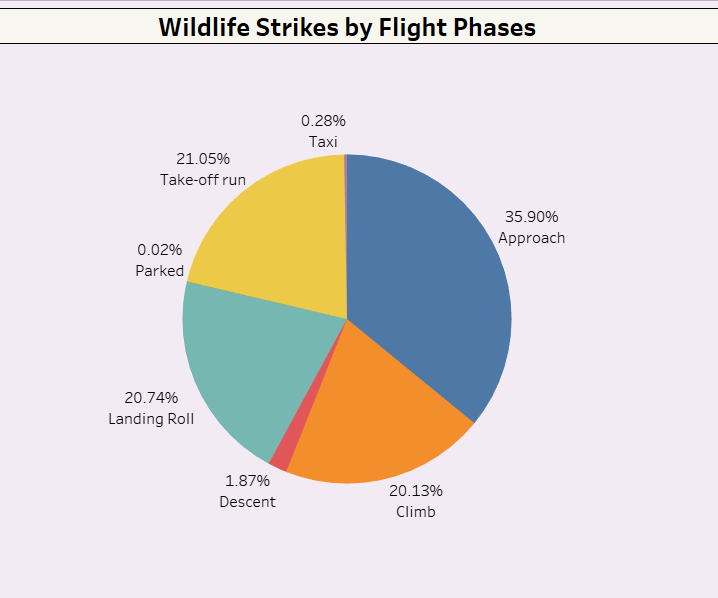 Wildlife Strikes by Flight Phases
0.28%
Taxi
21.05%
Take-off run
35.90%
Approach
0.02%
Parked
20.74%
Landing Roll
1.87%
Descent
20.13%
Climb